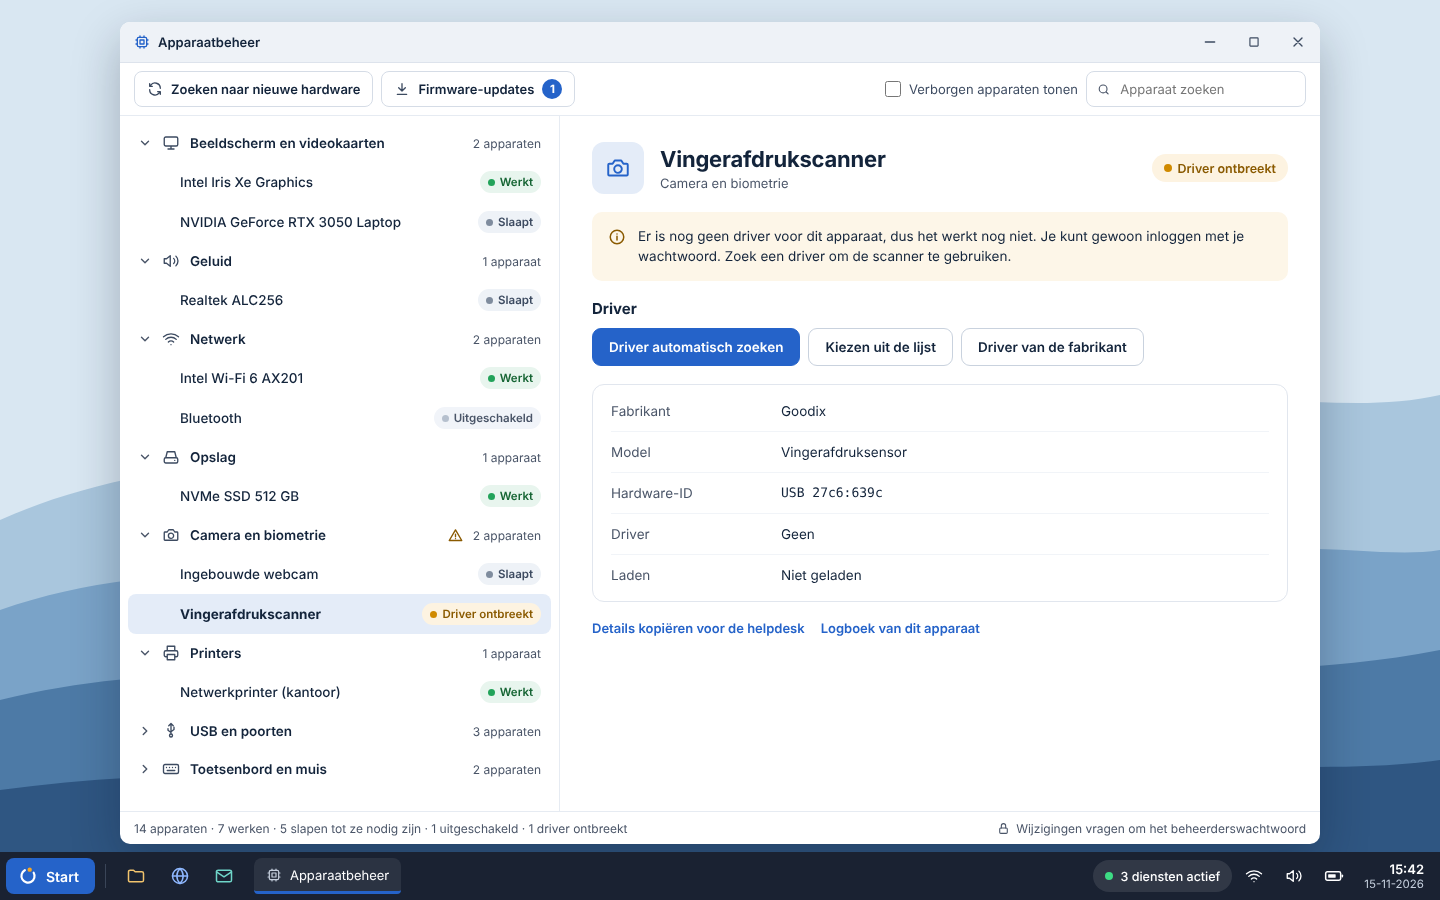 Apparaatbeheer
Zoeken naar nieuwe hardware
Firmware-updates 1
Verborgen apparaten tonen
Apparaat zoeken
Beeldscherm en videokaarten 2 apparaten
Intel Iris Xe Graphics Werkt
NVIDIA GeForce RTX 3050 Laptop Slaapt
Geluid 1 apparaat
Realtek ALC256 Slaapt
Netwerk 2 apparaten
Intel Wi-Fi 6 AX201 Werkt
Bluetooth Uitgeschakeld
Opslag 1 apparaat
NVMe SSD 512 GB Werkt
Camera en biometrie 2 apparaten
Ingebouwde webcam Slaapt
Vingerafdrukscanner Driver ontbreekt
Printers 1 apparaat
Netwerkprinter (kantoor) Werkt
USB en poorten 3 apparaten
Toetsenbord en muis 2 apparaten
Vingerafdrukscanner
Camera en biometrie
Driver ontbreekt
Er is nog geen driver voor dit apparaat, dus het werkt nog niet. Je kunt gewoon inloggen met je
wachtwoord. Zoek een driver om de scanner te gebruiken.
Driver
Driver automatisch zoeken
Kiezen uit de lijst
Driver van de fabrikant
Fabrikant Goodix
Model Vingerafdruksensor
Hardware-ID USB 27c6:639c
Driver Geen
Laden Niet geladen
Details kopiëren voor de helpdesk
Logboek van dit apparaat
14 apparaten · 7 werken · 5 slapen tot ze nodig zijn · 1 uitgeschakeld · 1 driver ontbreekt
Wijzigingen vragen om het beheerderswachtwoord
Start
Apparaatbeheer
3 diensten actief
15:42
15-11-2026